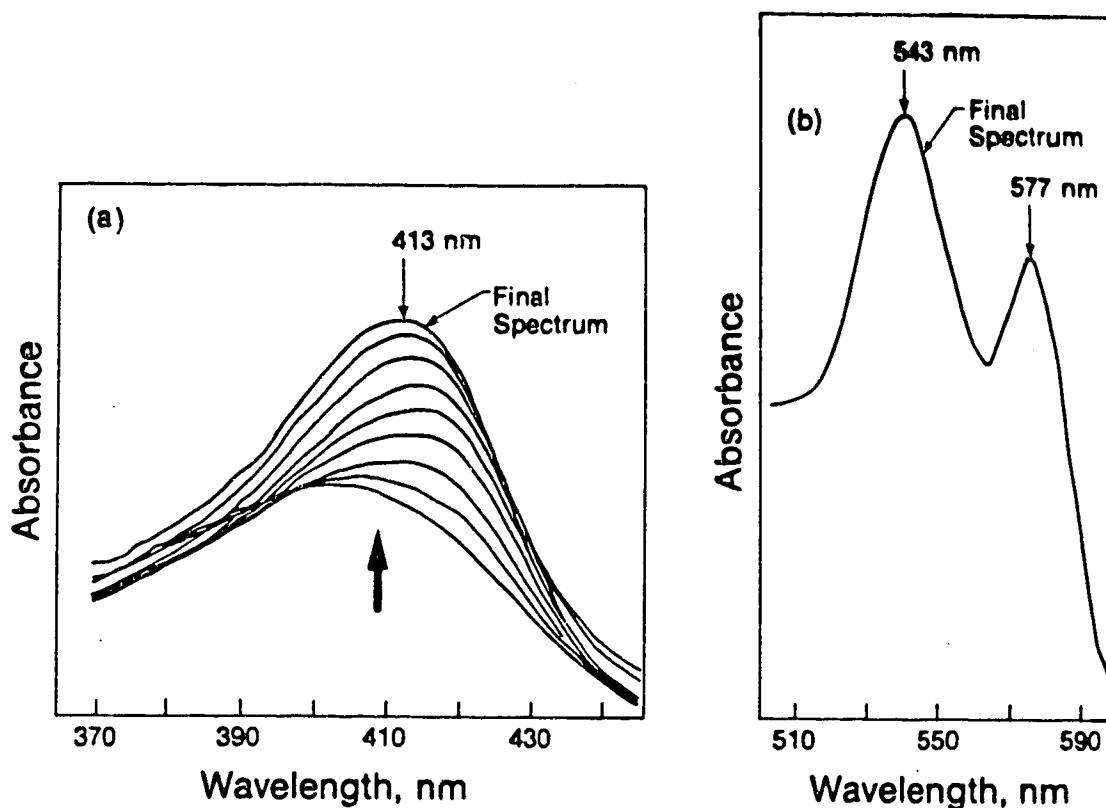 (a)
413 nm
Final
Spectrum
Absorbance
370
390
410
430
Wavelength, nm
(b)
543 nm
Final
Spectrum
577 nm
Absorbance
510
550
590
Wavelength, nm